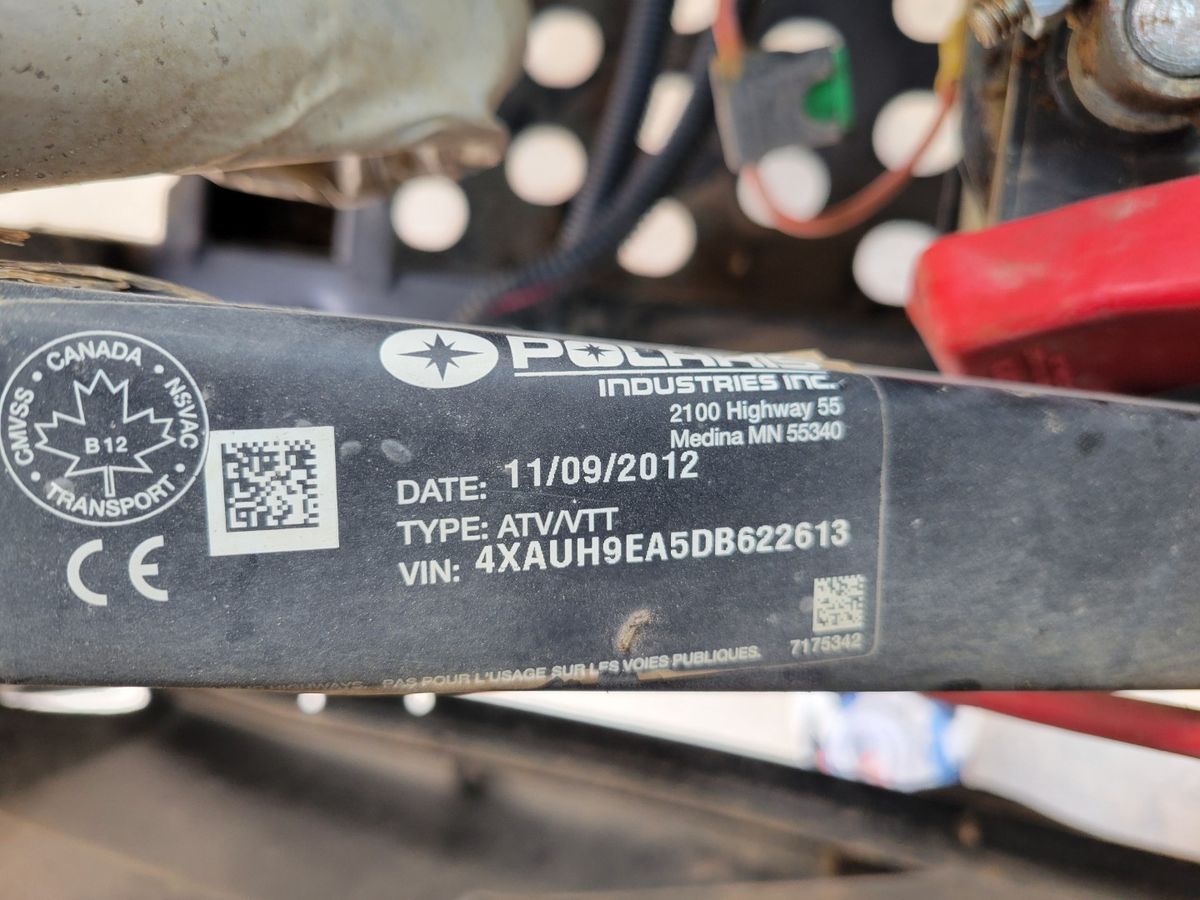 CANADA
CMVSS • • NSVAC
B 12
• TRANSPORT •
CE
POLARIS
INDUSTRIES INC.
2100 Highway 55
Medina MN 55340
DATE: 11/09/2012
TYPE: ATV/VTT
VIN: 4XAUH9EA5DB622613
7175342
PAS POUR L'USAGE SUR LES VOIES PUBLIQUES.